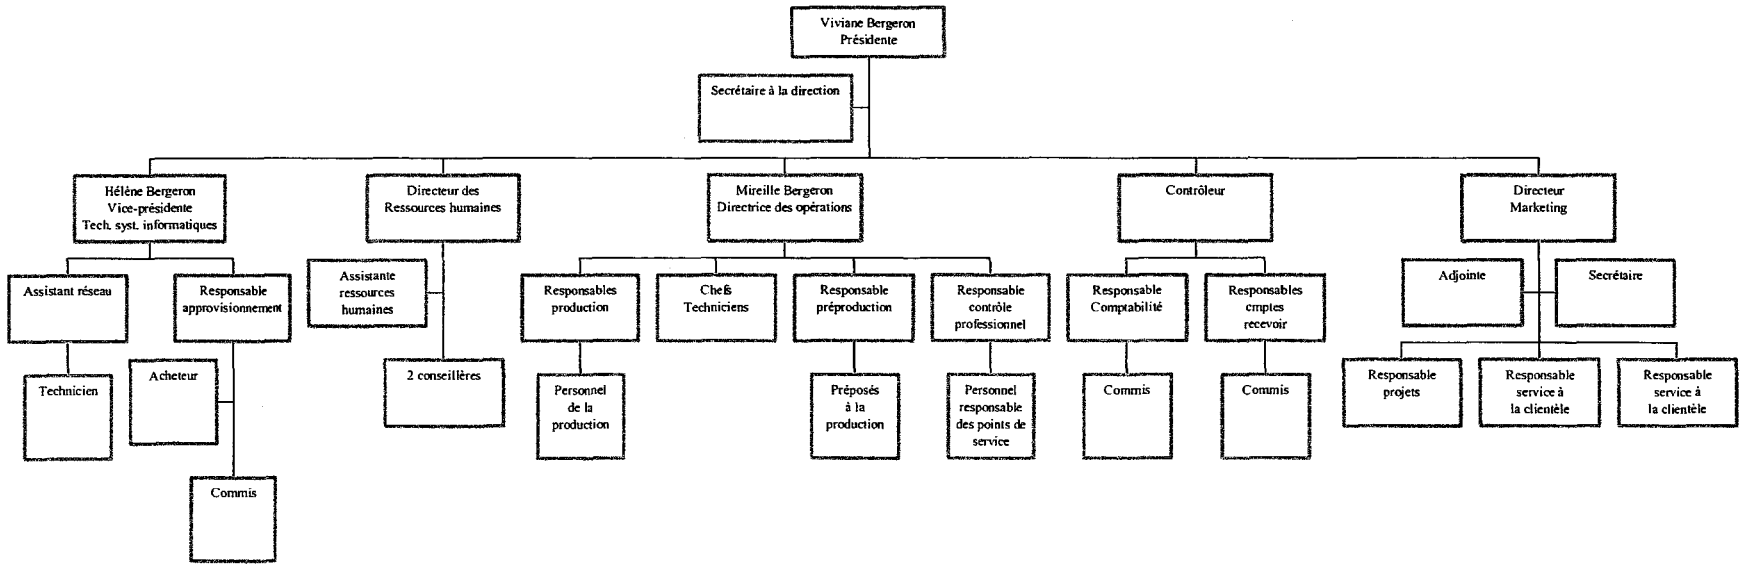 Viviane Bergeron
Présidente
Secrétaire à la direction
Hélène Bergeron
Vice-présidente
Tech. syst. informatiques
Directeur des
Ressources humaines
Mireille Bergeron
Directrice des opérations
Contrôleur
Directeur
Marketing
Assistant réseau
Responsable
approvisionnement
Assistante
ressources
humaines
Responsables
production
Chefs
Techniciens
Responsable
préproduction
Responsable
contrôle
professionnel
Responsable
Comptabilité
Responsables
cmptes
recevoir
Adjointe
Secrétaire
Technicien
Acheteur
2 conseillères
Personnel
de la
production
Préposés
à la
production
Personnel
responsable
des points de
service
Commis
Commis
Responsable
projets
Responsable
service à
la clientèle
Responsable
service à
la clientèle
Commis